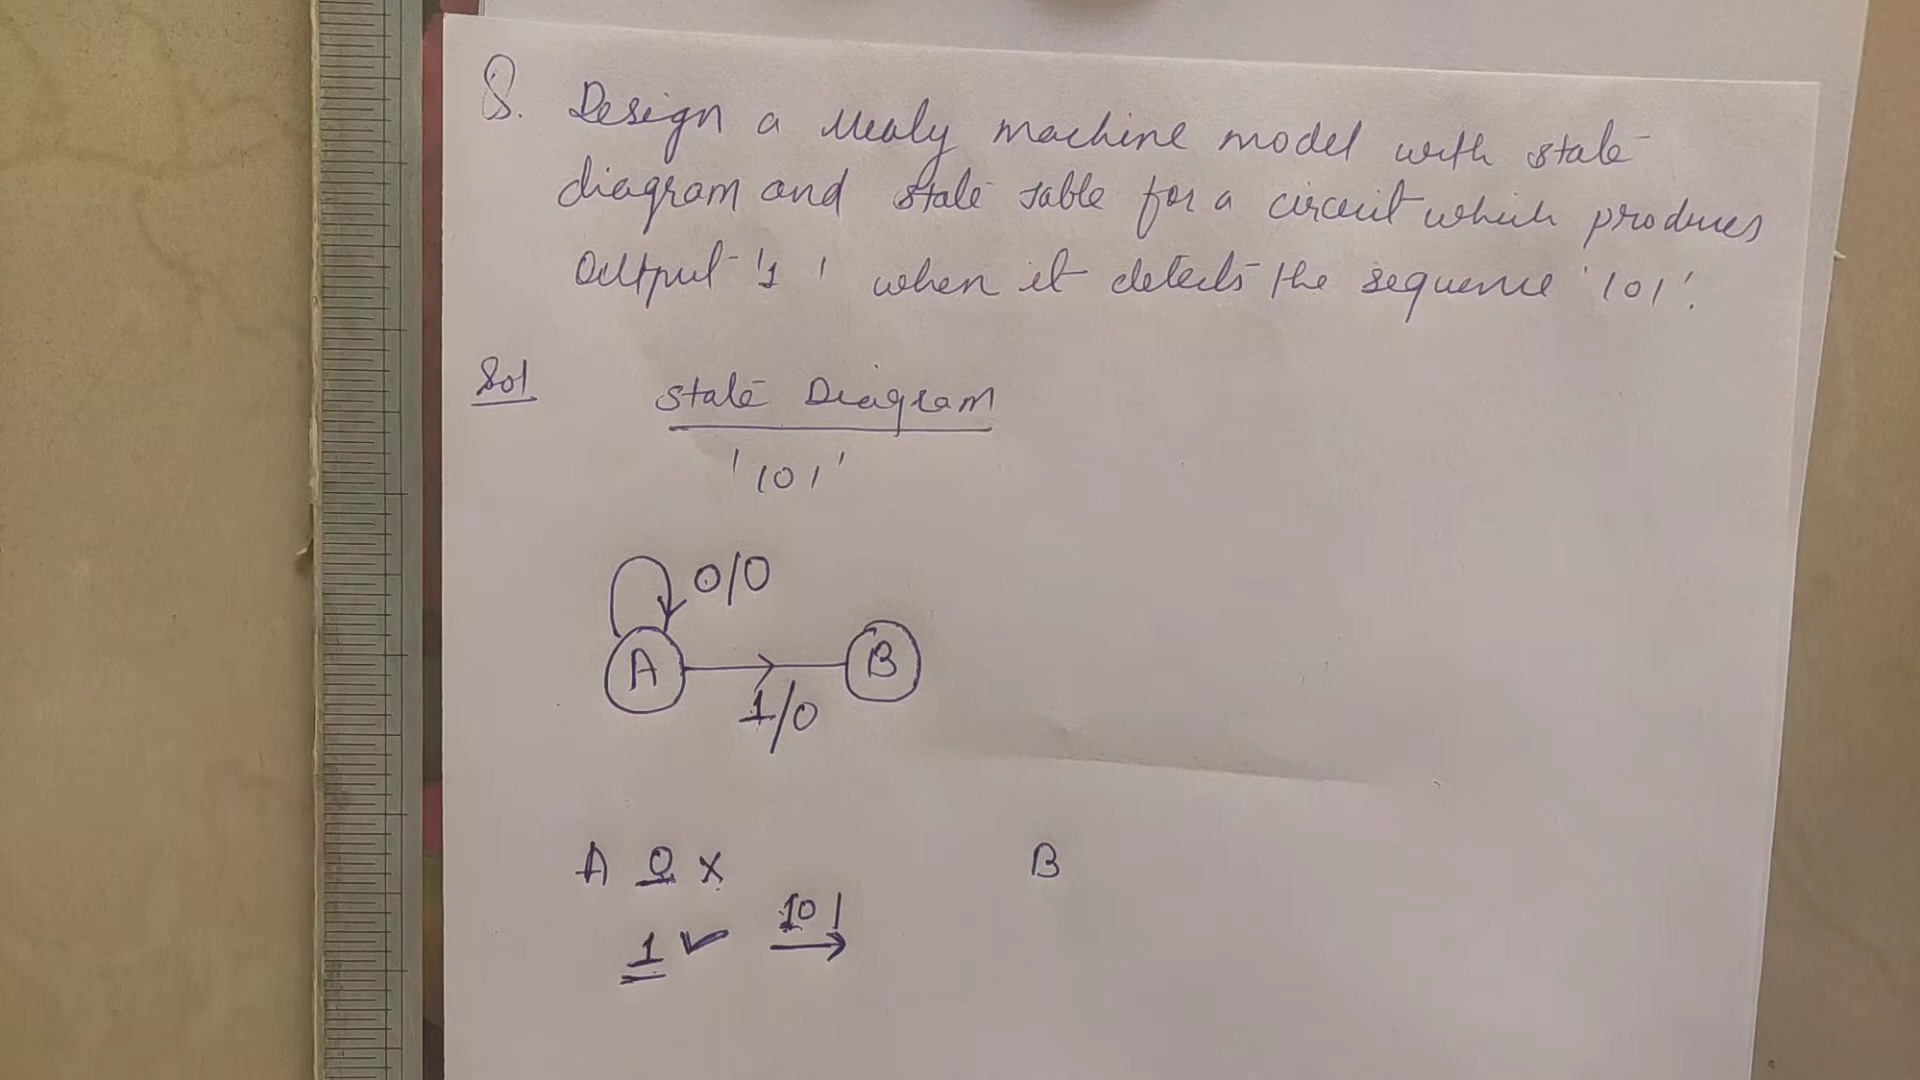 Q. Design a Mealy machine model with state
diagram and state table for a circuit which produces
Output '1' when it detects the sequence '101'.
Sol
State Diagram
'101'
0/0
A
B
1/0
A 0 x
B
1 ✓ 101